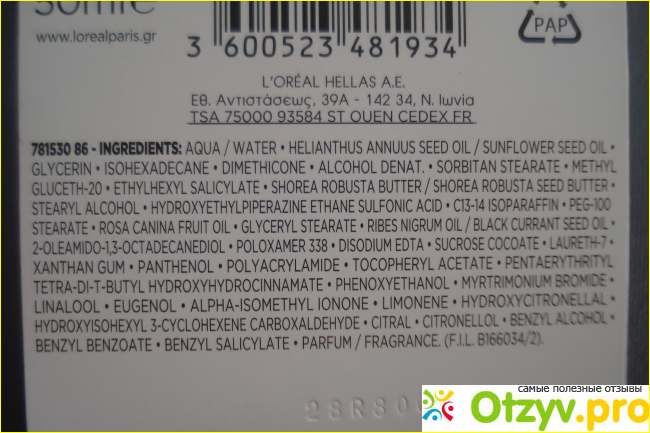 50ml ℮
www.lorealparis.gr
3 600523 481934
PAP
L'ORÉAL HELLAS A.E.
Εθ. Αντιστάσεως, 39Α - 142 34, Ν. Ιωνία
TSA 75000 93584 ST OUEN CEDEX FR
781530 86 - INGREDIENTS: AQUA / WATER • HELIANTHUS ANNUUS SEED OIL / SUNFLOWER SEED OIL •
GLYCERIN • ISOHEXADECANE • DIMETHICONE • ALCOHOL DENAT. • SORBITAN STEARATE • METHYL
GLUCETH-20 • ETHYLHEXYL SALICYLATE • SHOREA ROBUSTA BUTTER / SHOREA ROBUSTA SEED BUTTER •
STEARYL ALCOHOL • HYDROXYETHYLPIPERAZINE ETHANE SULFONIC ACID • C13-14 ISOPARAFFIN • PEG-100
STEARATE • ROSA CANINA FRUIT OIL • GLYCERYL STEARATE • RIBES NIGRUM OIL / BLACK CURRANT SEED OIL •
2-OLEAMIDO-1,3-OCTADECANEDIOL • POLOXAMER 338 • DISODIUM EDTA • SUCROSE COCOATE • LAURETH-7 •
XANTHAN GUM • PANTHENOL • POLYACRYLAMIDE • TOCOPHERYL ACETATE • PENTAERYTHRITYL
TETRA-DI-T-BUTYL HYDROXYHYDROCINNAMATE • PHENOXYETHANOL • MYRTRIMONIUM BROMIDE •
LINALOOL • EUGENOL • ALPHA-ISOMETHYL IONONE • LIMONENE • HYDROXYCITRONELLAL •
HYDROXYISOHEXYL 3-CYCLOHEXENE CARBOXALDEHYDE • CITRAL • CITRONELLOL • BENZYL ALCOHOL •
BENZYL BENZOATE • BENZYL SALICYLATE • PARFUM / FRAGRANCE. (F.I.L. B166034/2).
самые полезные отзывы
Otzyv.pro